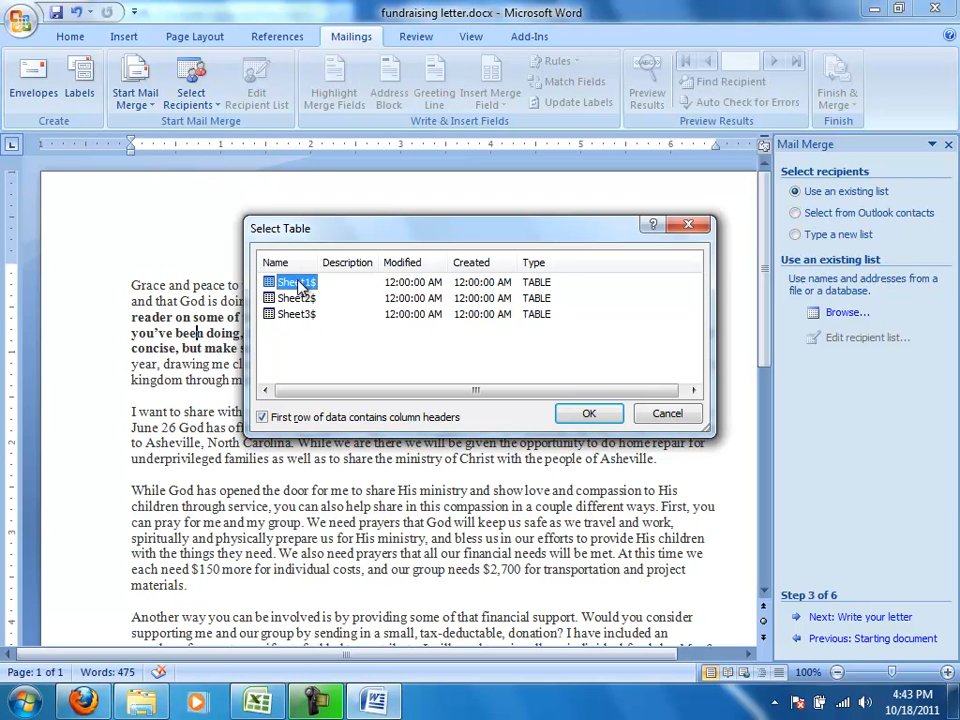 fundraising letter.docx - Microsoft Word
Home Insert Page Layout References Mailings Review View Add-Ins
Envelopes Labels Start Mail Merge Select Recipients Edit Recipient List Highlight Merge Fields Address Block Greeting Line Insert Merge Field Rules Match Fields Update Labels Preview Results Find Recipient Auto Check for Errors Finish & Merge
Create Start Mail Merge Write & Insert Fields Preview Results Finish
1 1 2 3 4 5 6
Mail Merge
Select recipients
Use an existing list
Select from Outlook contacts
Type a new list
Use an existing list
Use names and addresses from a
file or a database.
Browse...
Edit recipient list...
Step 3 of 6
Next: Write your letter
Previous: Starting document
Select Table
Name Description Modified Created Type
Sheet1$ 12:00:00 AM 12:00:00 AM TABLE
Sheet2$ 12:00:00 AM 12:00:00 AM TABLE
Sheet3$ 12:00:00 AM 12:00:00 AM TABLE
First row of data contains column headers
OK Cancel
Grace and peace to
and that God is doin
reader on some of
you've been doing,
concise, but make s
year, drawing me cl
kingdom through m
I want to share with
June 26 God has of
to Asheville, North Carolina. While we are there we will be given the opportunity to do home repair for
underprivileged families as well as to share the ministry of Christ with the people of Asheville.
While God has opened the door for me to share His ministry and show love and compassion to His
children through service, you can also help share in this compassion in a couple different ways. First, you
can pray for me and my group. We need prayers that God will keep us safe as we travel and work,
spiritually and physically prepare us for His ministry, and bless us in our efforts to provide His children
with the things they need. We also need prayers that all our financial needs will be met. At this time we
each need $150 more for individual costs, and our group needs $2,700 for transportation and project
materials.
Another way you can be involved is by providing some of that financial support. Would you consider
supporting me and our group by sending in a small, tax-deductable, donation? I have included an
Page: 1 of 1 Words: 475 100%
4:43 PM
10/18/2011